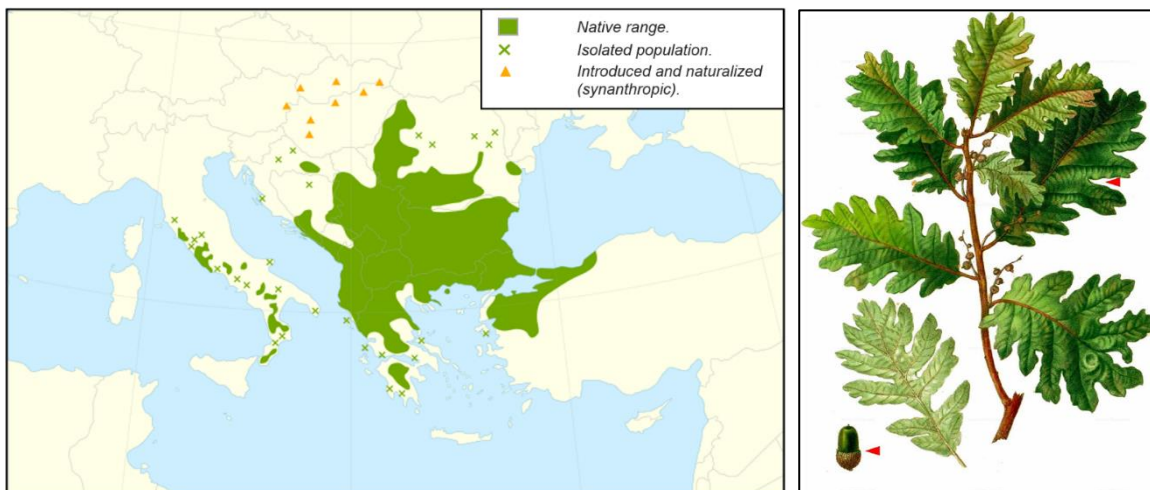 Native range.
Isolated population.
Introduced and naturalized
(synanthropic).